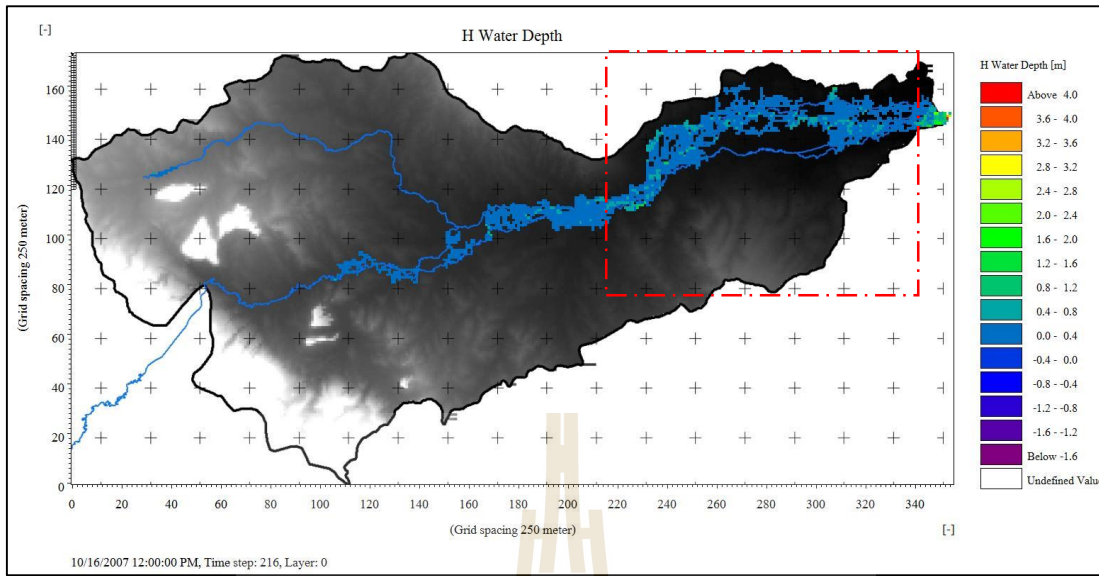 [-]
H Water Depth
160
140
120
100
80
60
40
20
0
(Grid spacing 250 meter)
0 20 40 60 80 100 120 140 160 180 200 220 240 260 280 300 320 340
(Grid spacing 250 meter)
[-]
10/16/2007 12:00:00 PM, Time step: 216, Layer: 0
H Water Depth [m]
Above 4.0
3.6 - 4.0
3.2 - 3.6
2.8 - 3.2
2.4 - 2.8
2.0 - 2.4
1.6 - 2.0
1.2 - 1.6
0.8 - 1.2
0.4 - 0.8
0.0 - 0.4
-0.4 - 0.0
-0.8 - -0.4
-1.2 - -0.8
-1.6 - -1.2
Below -1.6
Undefined Value